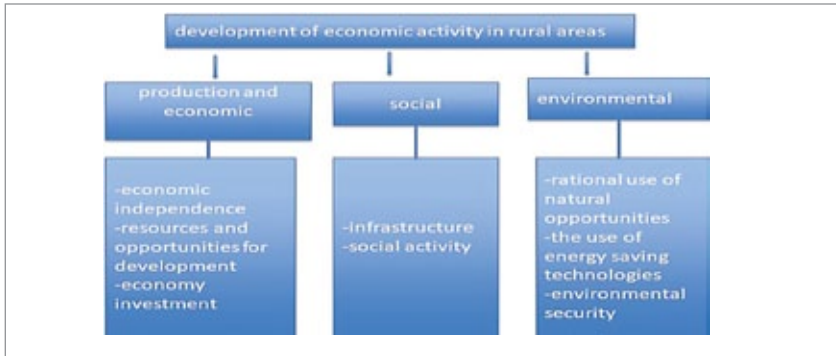 development of economic activity in rural areas
production and
economic
social
environmental
-economic
independence
-resources and
opportunities for
development
-economy
investment
-infrastructure
-social activity
-rational use of
natural
opportunities
-the use of
energy saving
technologies
-environmental
security